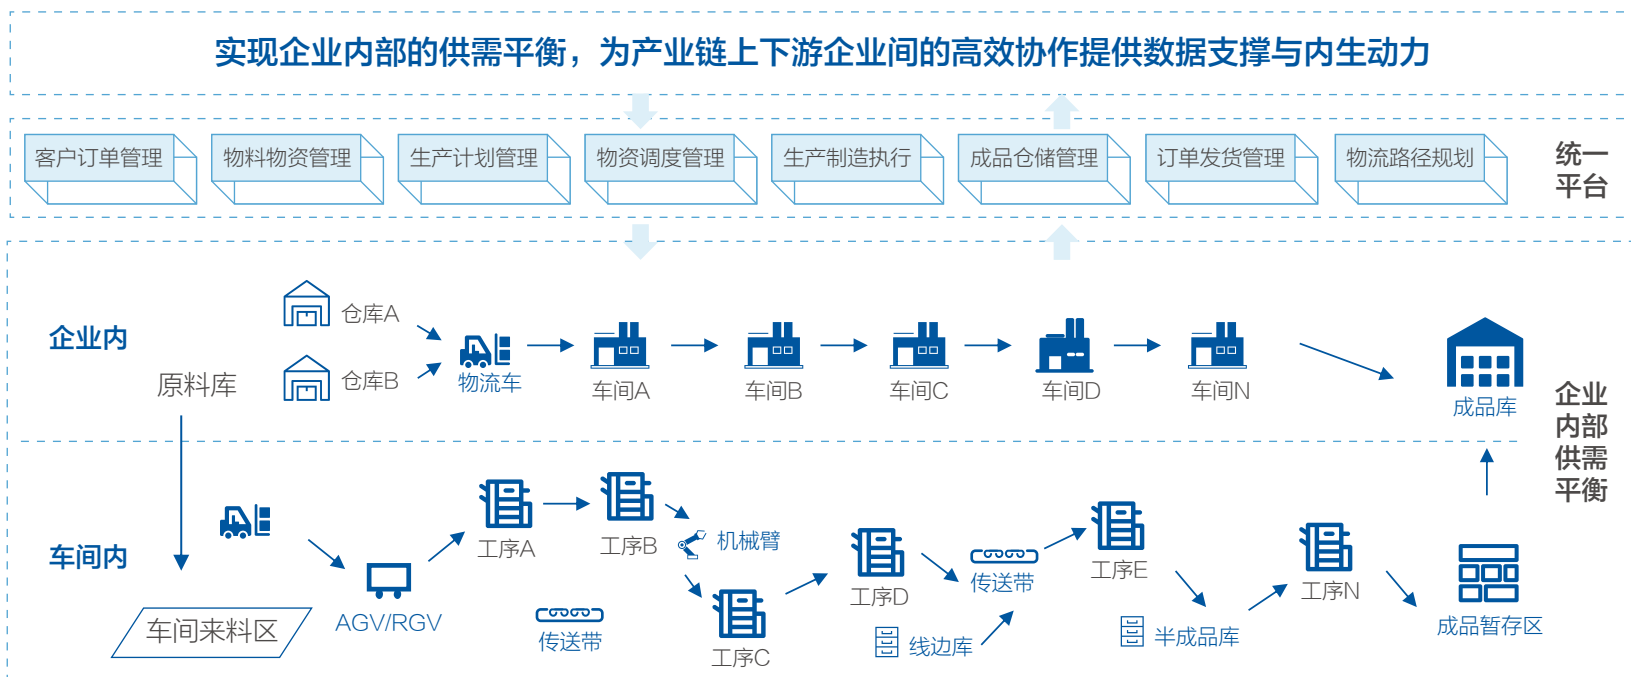 实现企业内部的供需平衡，为产业链上下游企业间的高效协作提供数据支撑与内生动力
客户订单管理
物料物资管理
生产计划管理
物资调度管理
生产制造执行
成品仓储管理
订单发货管理
物流路径规划
统一
平台
企业内
原料库
仓库A
仓库B
物流车
车间A
车间B
车间C
车间D
车间N
成品库
企业
内部
供需
平衡
车间内
车间来料区
AGV/RGV
工序A
工序B
机械臂
传送带
工序C
工序D
线边库
传送带
工序E
半成品库
工序N
成品暂存区